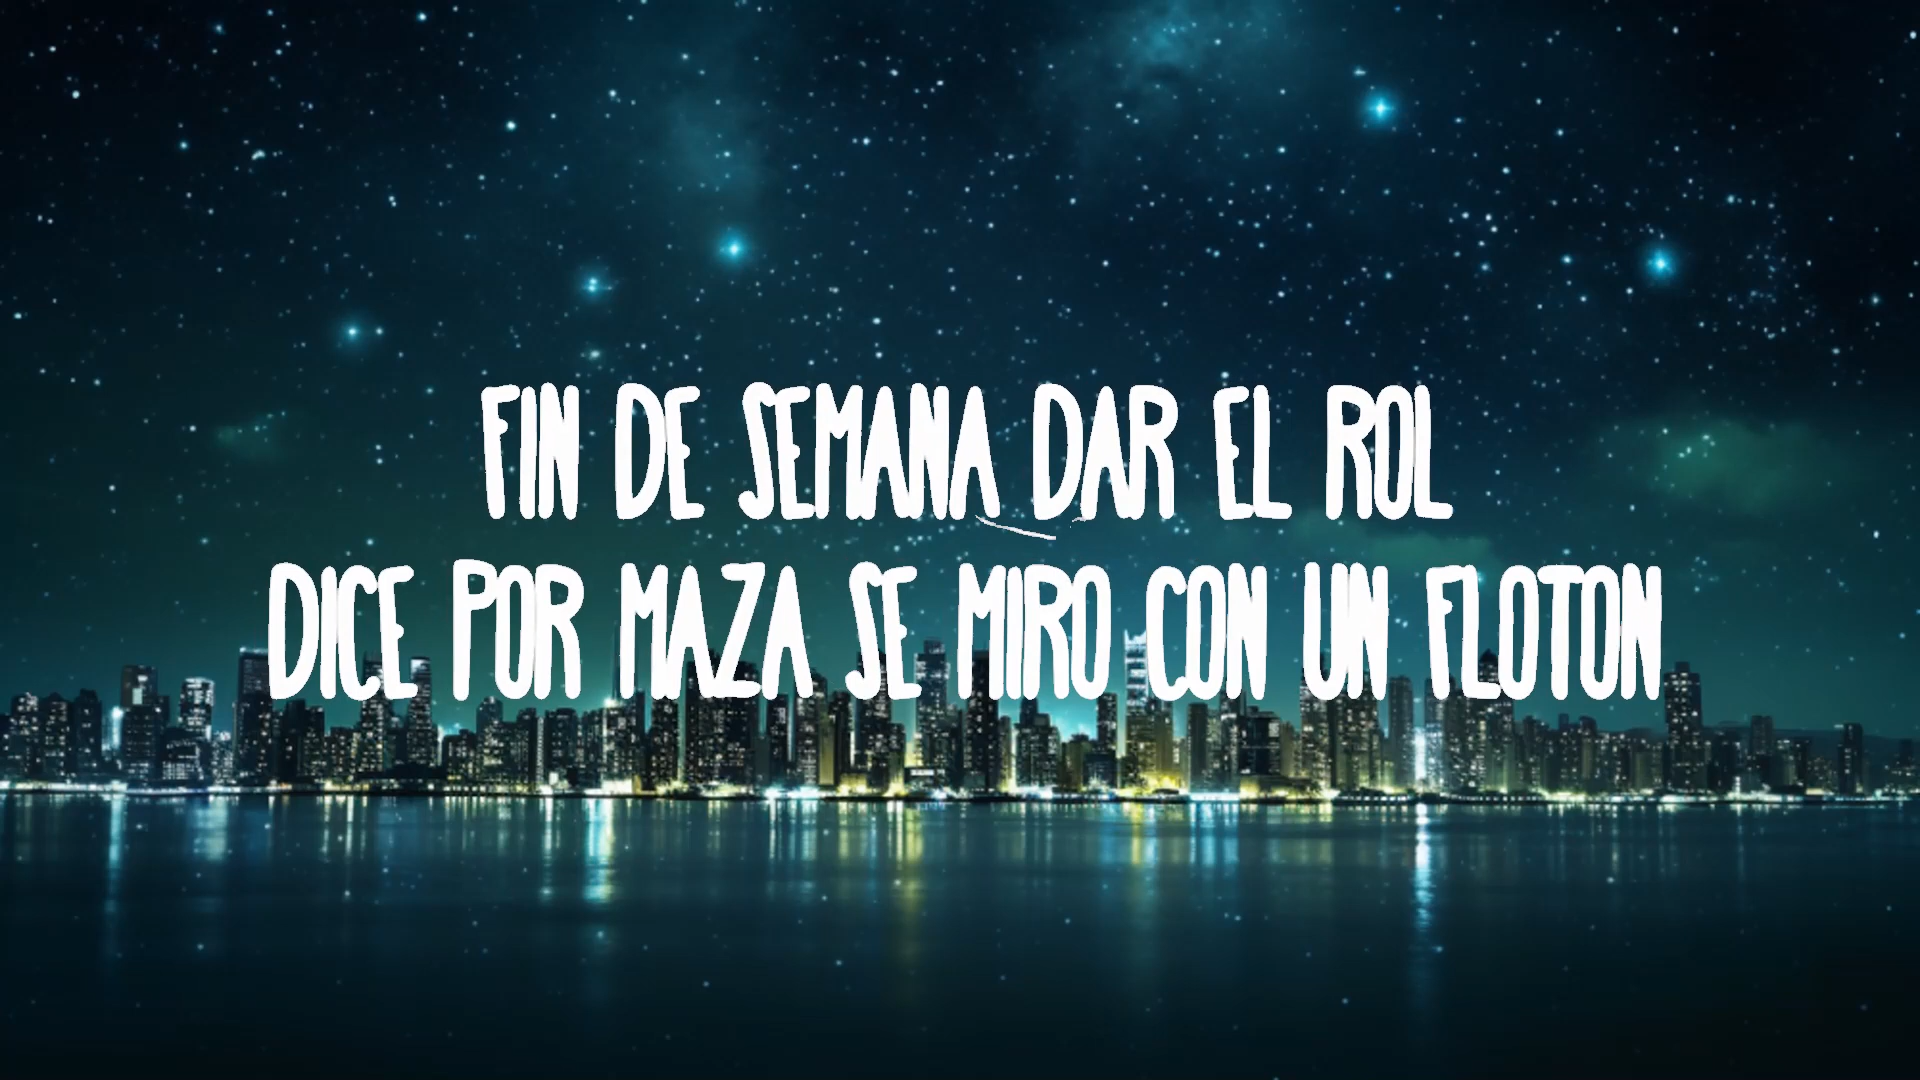 FIN DE SEMANA DAR EL ROL
DICE POR MAZA SE MIRO CON UN FLOTON